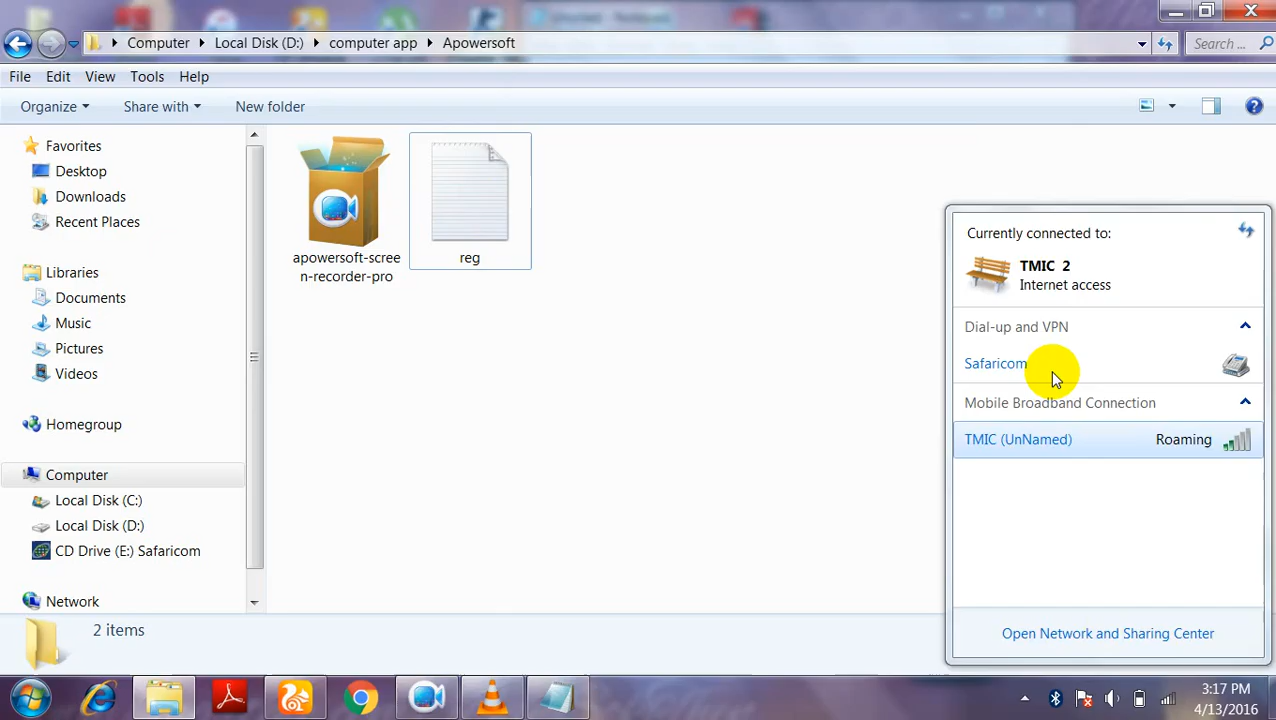 Computer Local Disk (D:) computer app Apowersoft Search ...
File Edit View Tools Help
Organize Share with New folder
Favorites
Desktop
Downloads
Recent Places
Libraries
Documents
Music
Pictures
Videos
Homegroup
Computer
Local Disk (C:)
Local Disk (D:)
CD Drive (E:) Safaricom
Network
apowersoft-scree
n-recorder-pro
reg
2 items
Currently connected to:
TMIC 2
Internet access
Dial-up and VPN
Safaricom
Mobile Broadband Connection
TMIC (UnNamed) Roaming
Open Network and Sharing Center
3:17 PM
4/13/2016